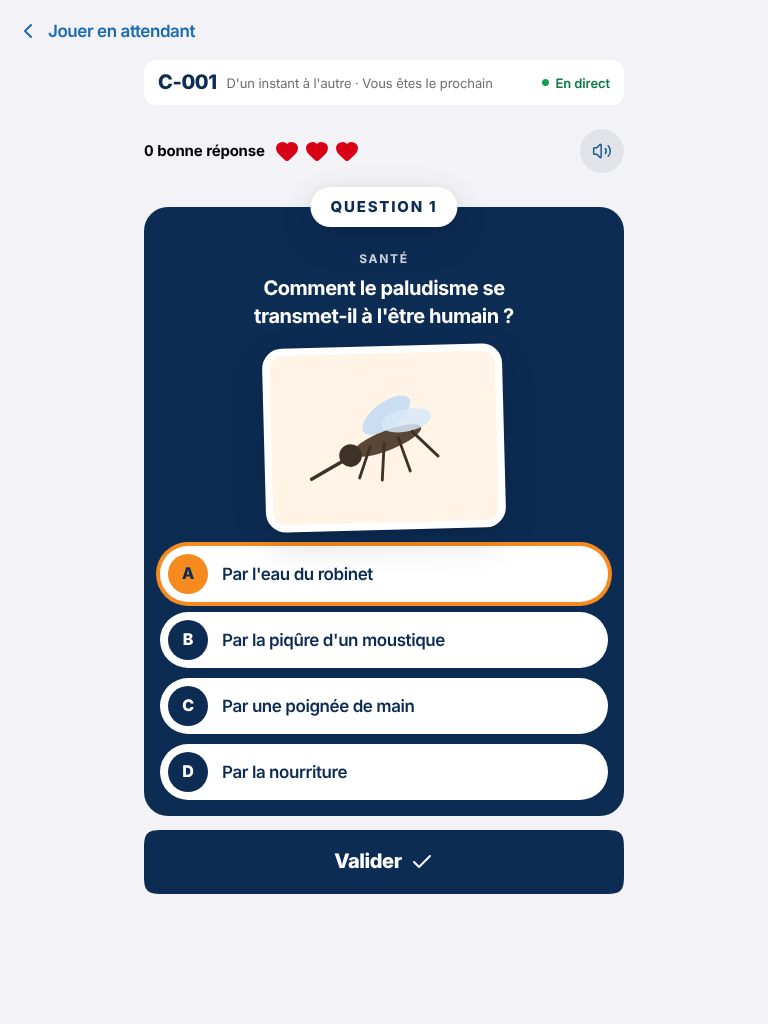 Jouer en attendant
C-001 D'un instant à l'autre · Vous êtes le prochain En direct
0 bonne réponse
QUESTION 1
SANTÉ
Comment le paludisme se
transmet-il à l'être humain ?
A Par l'eau du robinet
B Par la piqûre d'un moustique
C Par une poignée de main
D Par la nourriture
Valider